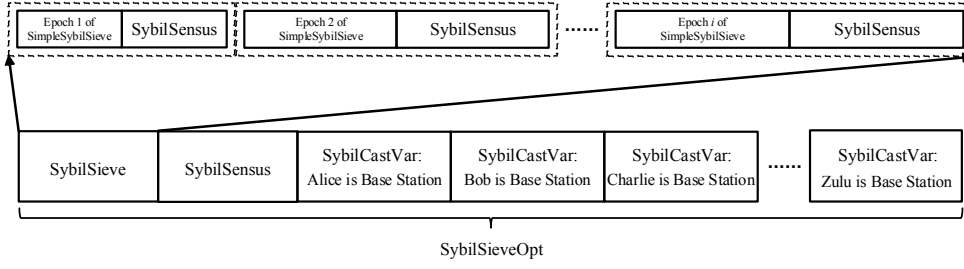 Epoch 1 of
SimpleSybilSieve
SybilSensus
Epoch 2 of
SimpleSybilSieve
SybilSensus
......
Epoch i of
SimpleSybilSieve
SybilSensus
SybilSieve
SybilSensus
SybilCastVar:
Alice is Base Station
SybilCastVar:
Bob is Base Station
SybilCastVar:
Charlie is Base Station
......
SybilCastVar:
Zulu is Base Station
SybilSieveOpt